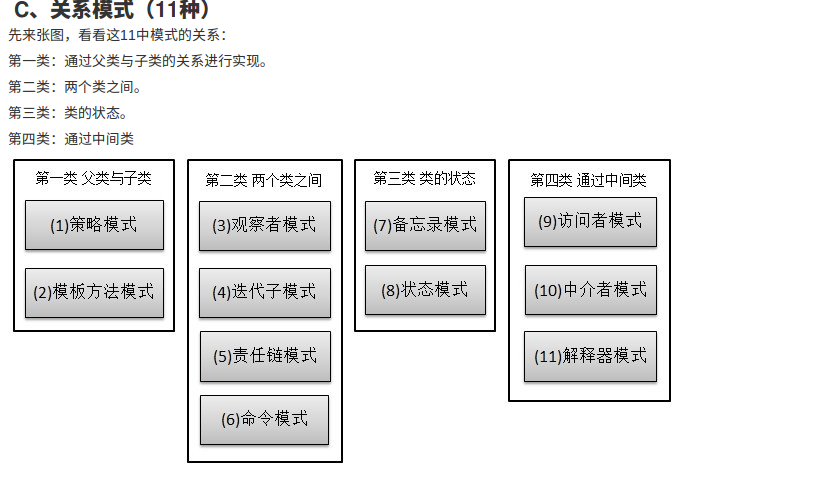 C、关系模式（11种）
先来张图，看看这11中模式的关系：
第一类：通过父类与子类的关系进行实现。
第二类：两个类之间。
第三类：类的状态。
第四类：通过中间类
第一类 父类与子类
(1)策略模式
(2)模板方法模式
第二类 两个类之间
(3)观察者模式
(4)迭代子模式
(5)责任链模式
(6)命令模式
第三类 类的状态
(7)备忘录模式
(8)状态模式
第四类 通过中间类
(9)访问者模式
(10)中介者模式
(11)解释器模式